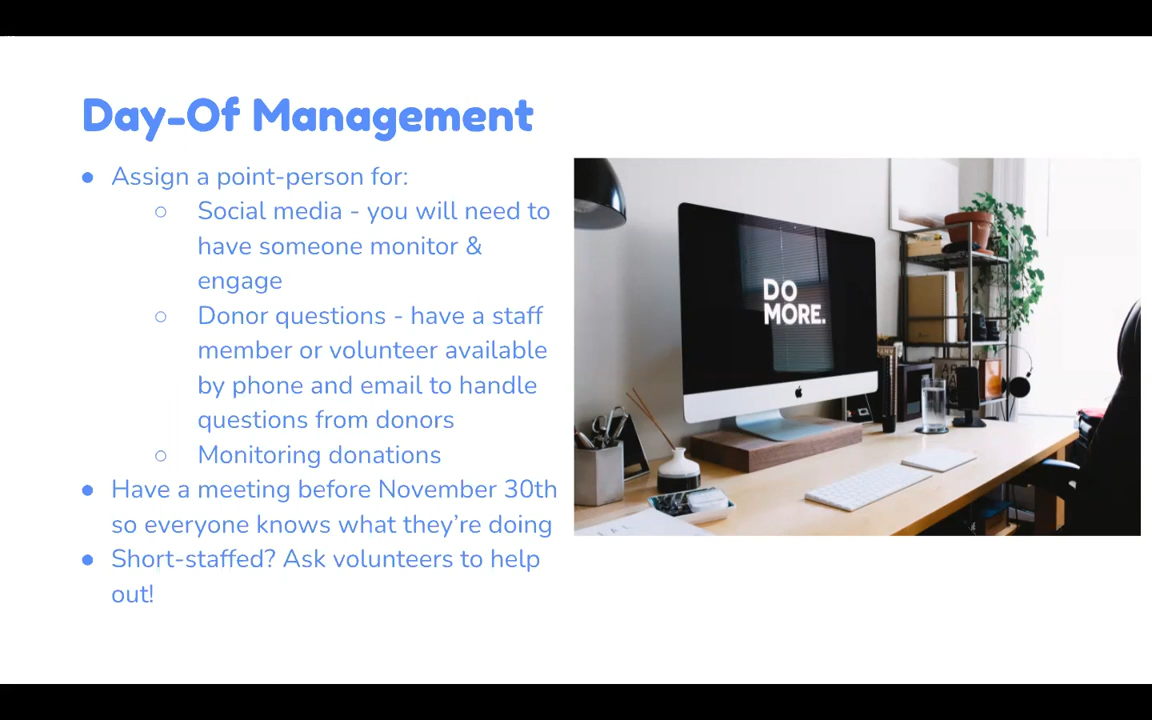 Day-Of Management
● Assign a point-person for:
○ Social media - you will need to
have someone monitor &
engage
○ Donor questions - have a staff
member or volunteer available
by phone and email to handle
questions from donors
○ Monitoring donations
● Have a meeting before November 30th
so everyone knows what they’re doing
● Short-staffed? Ask volunteers to help
out!
DO
MORE.